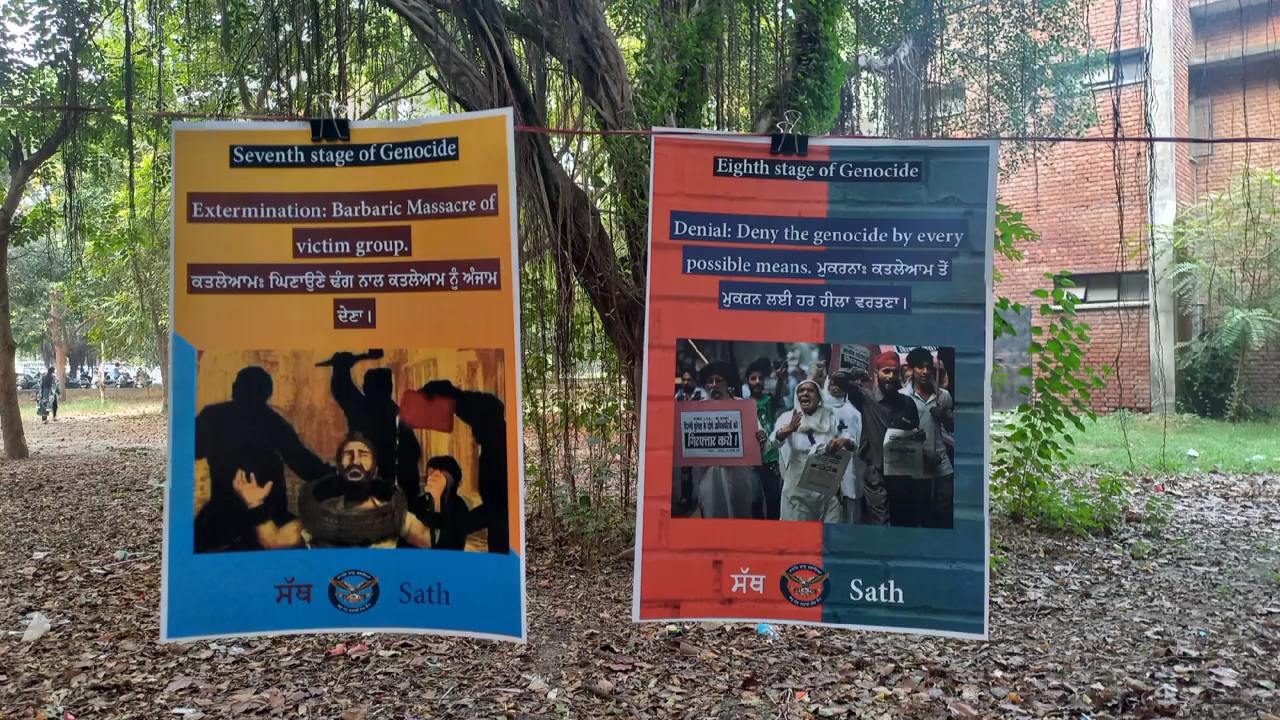 Seventh stage of Genocide
Extermination: Barbaric Massacre of
victim group.
ਕਤਲੇਆਮਃ ਘਿਣਾਉਣੇ ਢੰਗ ਨਾਲ ਕਤਲੇਆਮ ਨੂੰ ਅੰਜਾਮ
ਦੇਣਾ।
ਸੱਥ Sath
Eighth stage of Genocide
Denial: Deny the genocide by every
possible means. ਮੁਕਰਨਾਃ ਕਤਲੇਆਮ ਤੋਂ
ਮੁਕਰਨ ਲਈ ਹਰ ਹੀਲਾ ਵਰਤਣਾ।
गिरफ्तार करो!
ਸੱਥ Sath